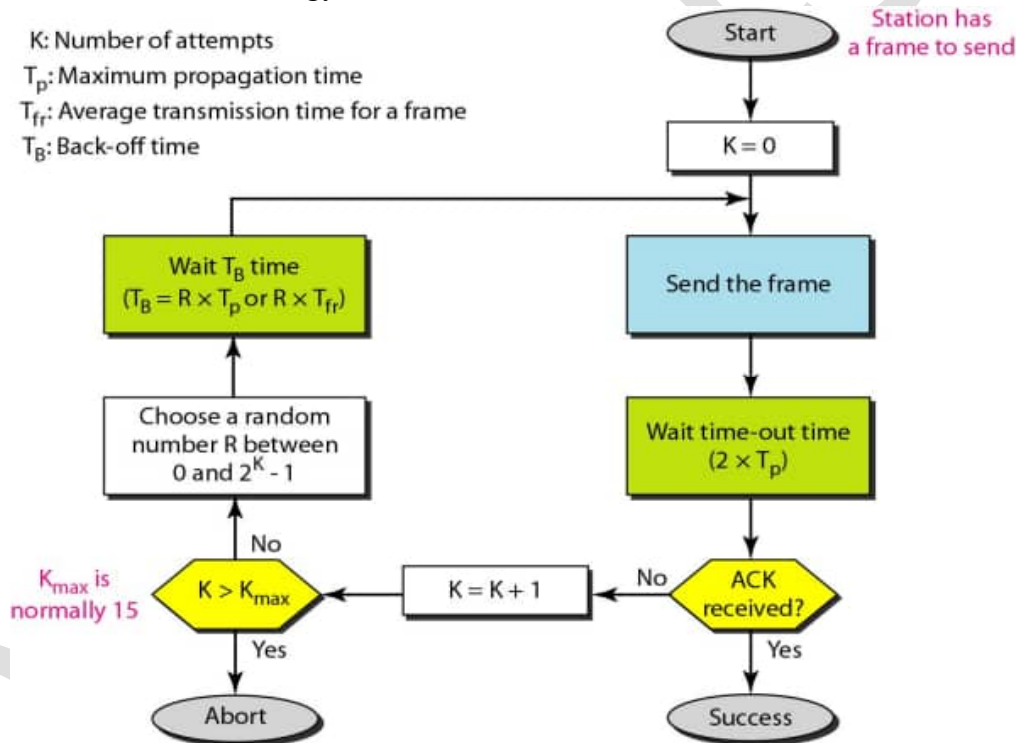 K: Number of attempts
Tp: Maximum propagation time
Tfr: Average transmission time for a frame
TB: Back-off time
Start
Station has
a frame to send
K = 0
Wait TB time
(TB = R × Tp or R × Tfr)
Send the frame
Choose a random
number R between
0 and 2^K - 1
Wait time-out time
(2 × Tp)
No
Kmax is
normally 15
K > Kmax
K = K + 1
No
ACK
received?
Yes
Yes
Abort
Success